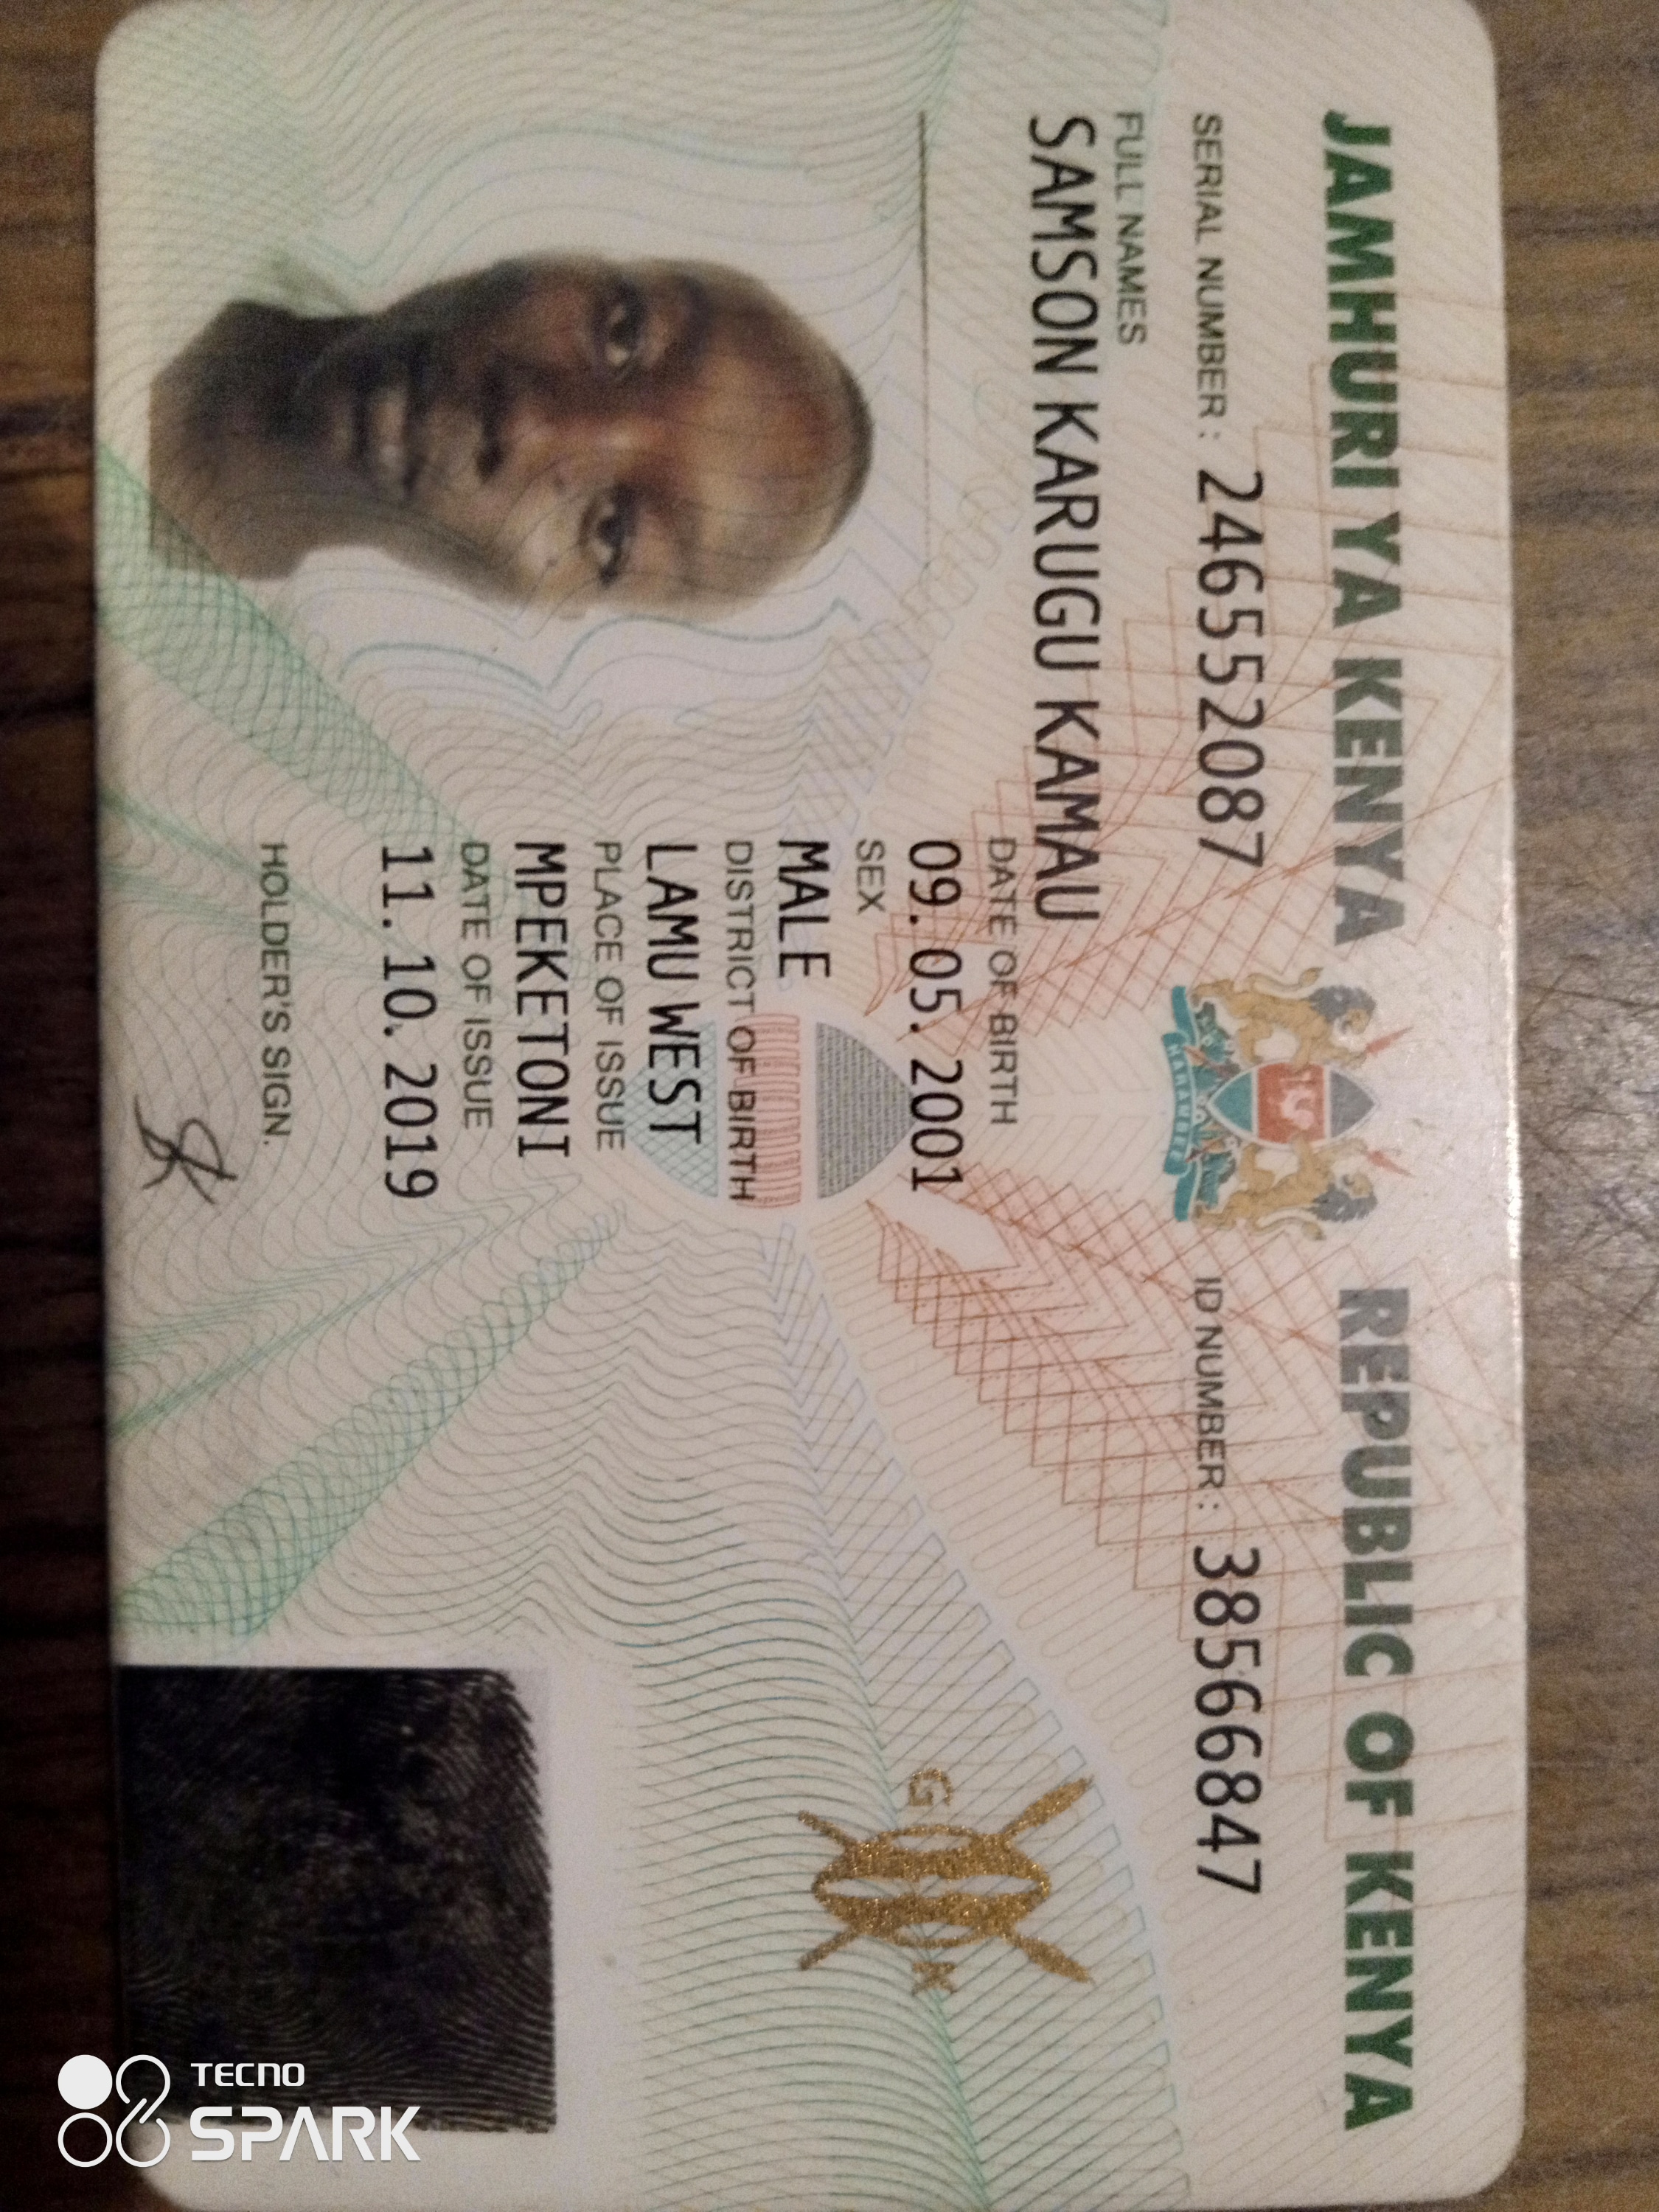 JAMHURI YA KENYA REPUBLIC OF KENYA
SERIAL NUMBER: 246552087 ID NUMBER: 38566847
FULL NAMES
SAMSON KARUGU KAMAU
DATE OF BIRTH
09. 05. 2001
SEX
MALE
DISTRICT OF BIRTH
LAMU WEST
PLACE OF ISSUE
MPEKETONI
DATE OF ISSUE
11. 10. 2019
HOLDER'S SIGN.
HARAMBEE
G K
TECNO
SPARK